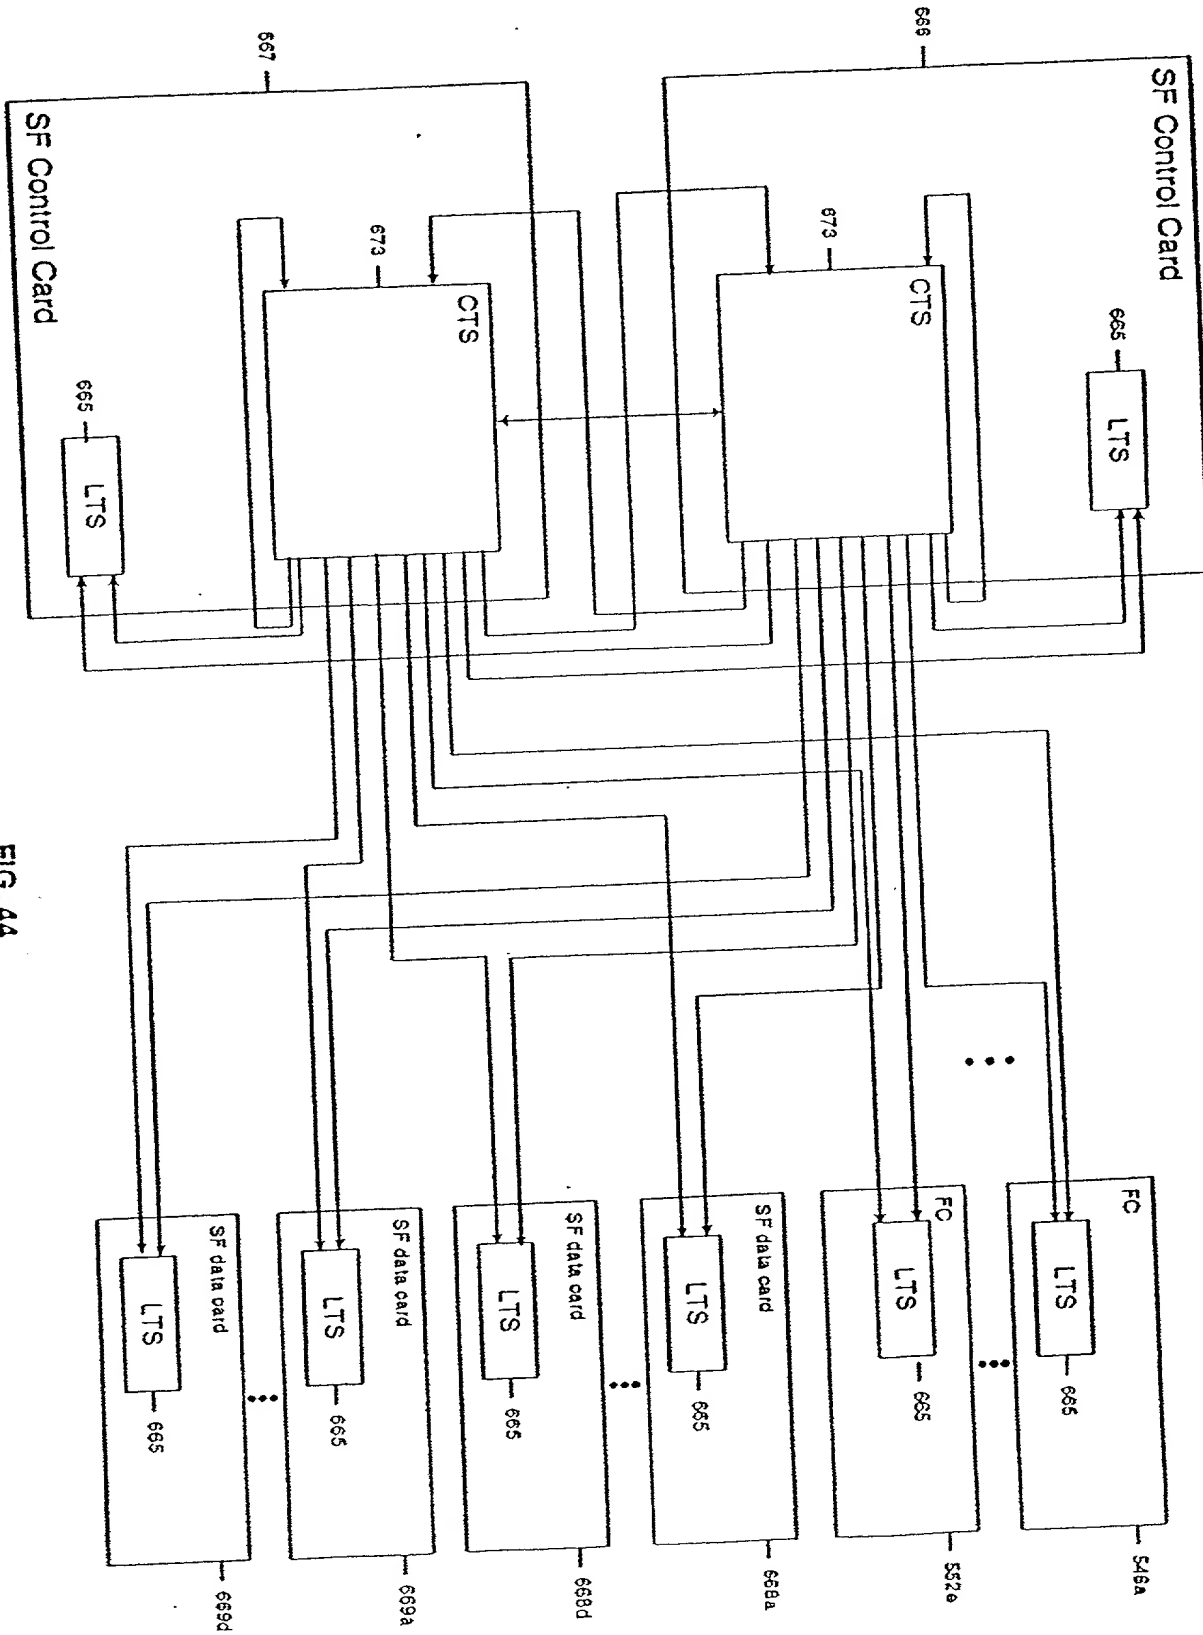 666
SF Control Card
673
CTS
665
LTS
667
SF Control Card
673
CTS
665
LTS
FC
LTS
665
546a
FC
LTS
665
552e
SF data card
LTS
665
668a
SF data card
LTS
665
668d
SF data card
LTS
665
669a
SF data card
LTS
665
669d
FIG. 44